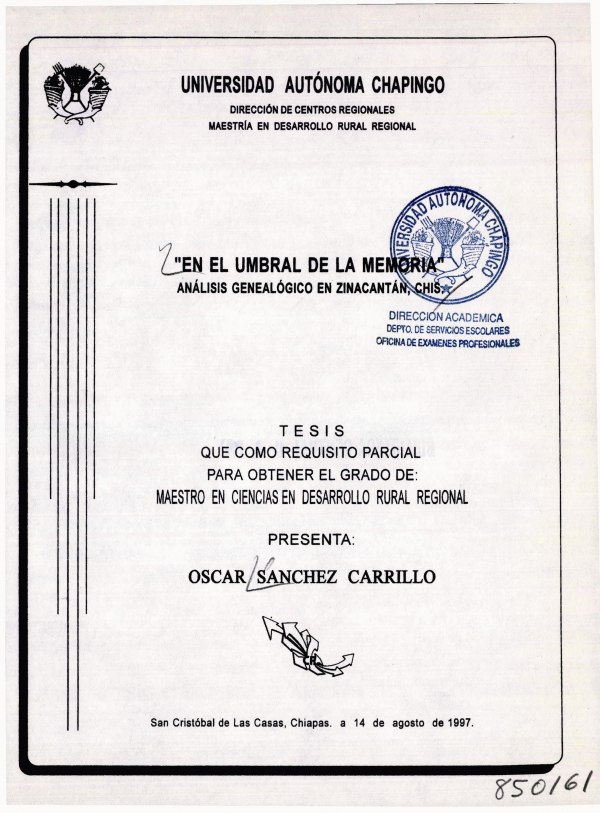 UNIVERSIDAD AUTÓNOMA CHAPINGO
DIRECCIÓN DE CENTROS REGIONALES
MAESTRÍA EN DESARROLLO RURAL REGIONAL
UNIVERSIDAD AUTONOMA CHAPINGO
"EN EL UMBRAL DE LA MEMORIA"
ANÁLISIS GENEALÓGICO EN ZINACANTÁN, CHIS.
DIRECCION ACADEMICA
DEPTO. DE SERVICIOS ESCOLARES
OFICINA DE EXAMENES PROFESIONALES
TESIS
QUE COMO REQUISITO PARCIAL
PARA OBTENER EL GRADO DE:
MAESTRO EN CIENCIAS EN DESARROLLO RURAL REGIONAL
PRESENTA:
OSCAR SANCHEZ CARRILLO
San Cristóbal de Las Casas, Chiapas. a 14 de agosto de 1997.
850161